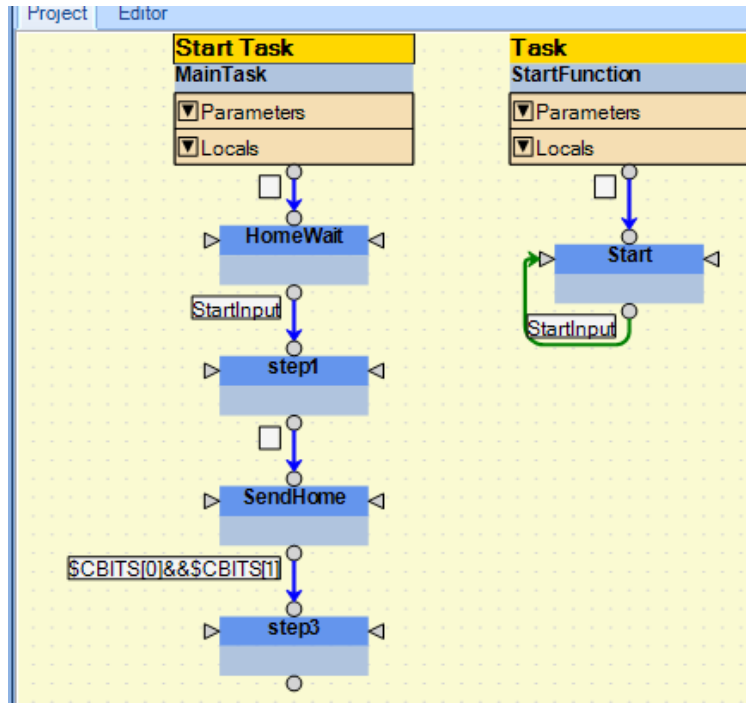 Project Editor
Start Task
MainTask
Parameters
Locals
HomeWait
StartInput
step1
SendHome
$CBITS[0]&&$CBITS[1]
step3
Task
StartFunction
Parameters
Locals
Start
StartInput